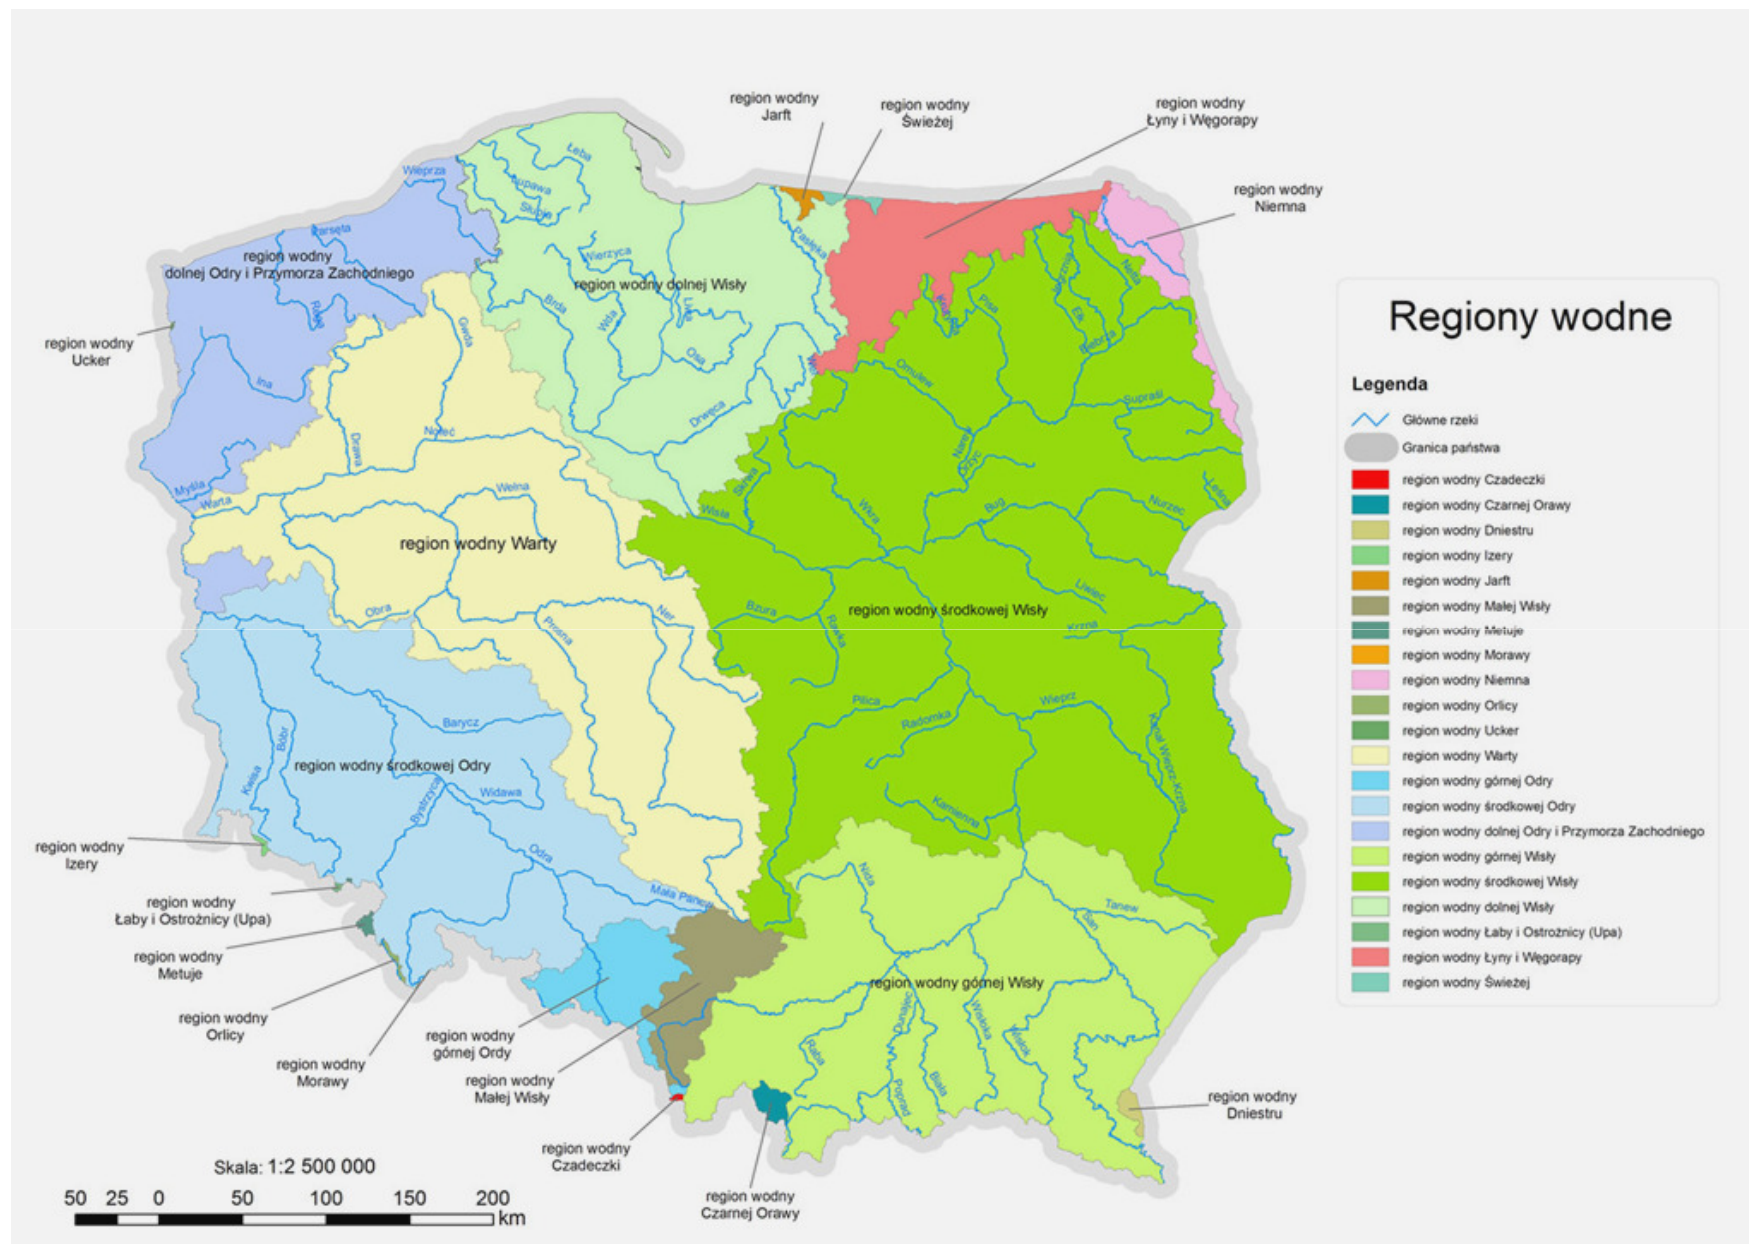 region wodny
Jarft
region wodny
Świeżej
region wodny
Łyny i Węgorapy
region wodny
Niemna
Wieprza
Łeba
Łupawa
Słupia
Parsęta
region wodny
dolnej Odry i Przymorza Zachodniego
Rega
Wierzyca
region wodny dolnej Wisły
Pasłęka
Brda
Wda
Liwa
Osa
Wel
Drwęca
Gwda
region wodny
Ucker
Ina
Drawa
Noteć
Myśla
Warta
Wełna
Pisa
Jegrznia
Netta
Ełk
Biebrza
Omulew
Supraśl
Narew
Orzyc
Skrwa
Wkra
Wisła
Bug
Nurzec
Leśna
region wodny Warty
Liwiec
Krzna
Bzura
Rawka
region wodny środkowej Wisły
Obra
Prosna
Ner
Pilica
Radomka
Wieprz
Kanał Wieprz-Krzna
Kamienna
Barycz
Bóbr
Kwisa
region wodny środkowej Odry
Bystrzyca
Widawa
Odra
Mała Panew
Nida
Tanew
San
region wodny górnej Wisły
Dunajec
Wisłoka
Wisłok
Raba
Poprad
Biała
region wodny
Izery
region wodny
Łaby i Ostrożnicy (Upa)
region wodny
Metuje
region wodny
Orlicy
region wodny
Morawy
region wodny
górnej Ordy
region wodny
Małej Wisły
region wodny
Czadeczki
region wodny
Czarnej Orawy
region wodny
Dniestru
Skala: 1:2 500 000
50 25 0 50 100 150 200
km
Regiony wodne
Legenda
Główne rzeki
Granica państwa
region wodny Czadeczki
region wodny Czarnej Orawy
region wodny Dniestru
region wodny Izery
region wodny Jarft
region wodny Małej Wisły
region wodny Metuje
region wodny Morawy
region wodny Niemna
region wodny Orlicy
region wodny Ucker
region wodny Warty
region wodny górnej Odry
region wodny środkowej Odry
region wodny dolnej Odry i Przymorza Zachodniego
region wodny górnej Wisły
region wodny środkowej Wisły
region wodny dolnej Wisły
region wodny Łaby i Ostrożnicy (Upa)
region wodny Łyny i Węgorapy
region wodny Świeżej